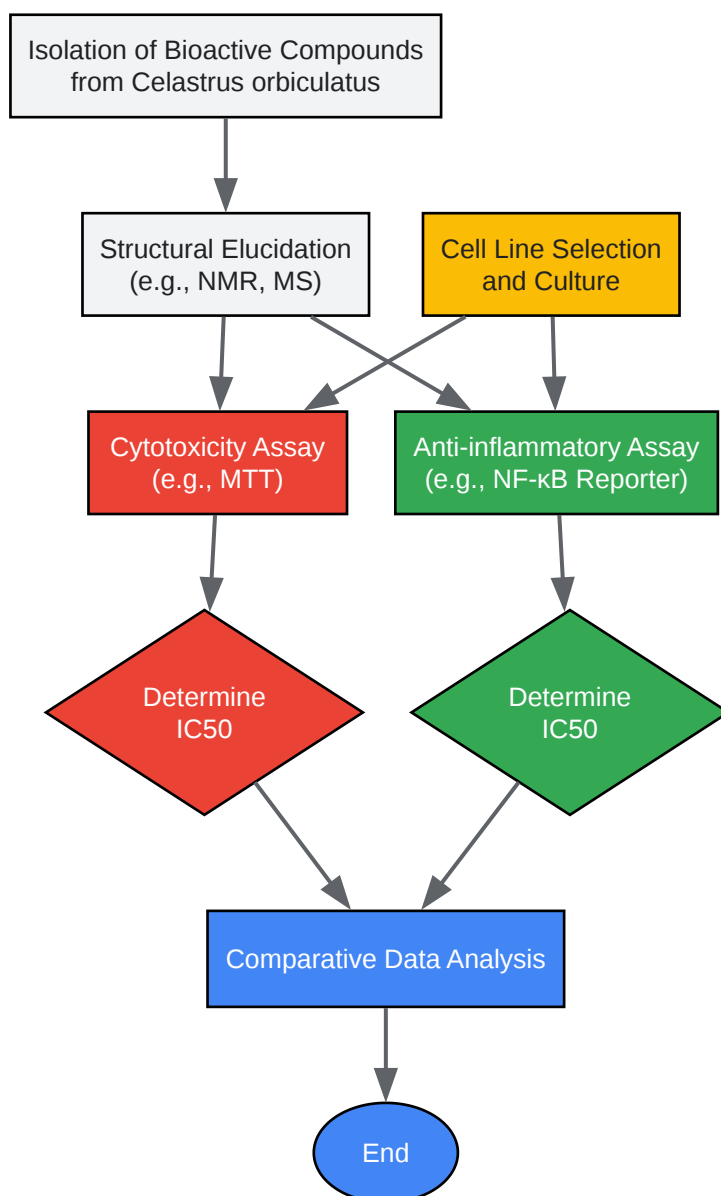 Isolation of Bioactive Compounds
from Celastrus orbiculatus
Structural Elucidation
(e.g., NMR, MS)
Cell Line Selection
and Culture
Cytotoxicity Assay
(e.g., MTT)
Anti-inflammatory Assay
(e.g., NF-κB Reporter)
Determine
IC50
Determine
IC50
Comparative Data Analysis
End